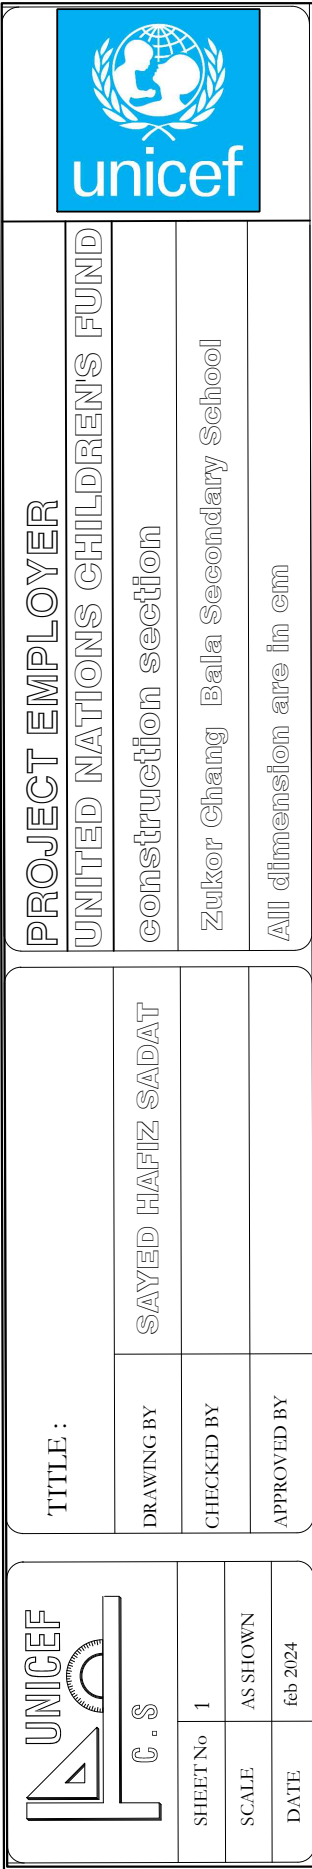 unicef
PROJECT EMPLOYER
UNITED NATIONS CHILDREN'S FUND
construction section
Zukor Chang Bala Secondary School
All dimension are in cm
TITLE :
DRAWING BY SAYED HAFIZ SADAT
CHECKED BY
APPROVED BY
UNICEF
C . S
SHEET No 1
SCALE AS SHOWN
DATE feb 2024